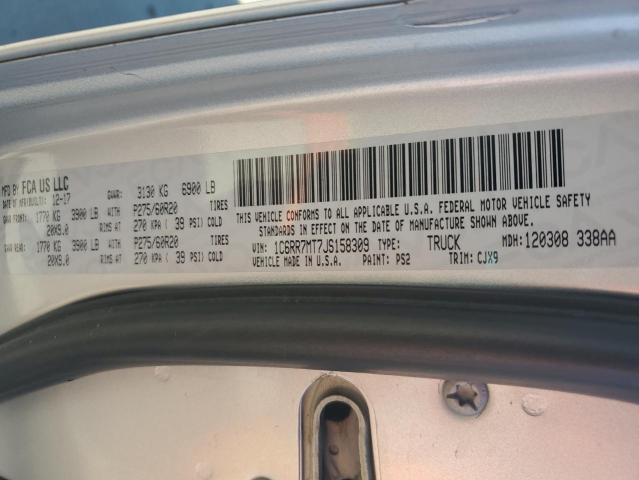 MFD BY FCA US LLC
DATE OF MFR(BUILT): 12-17 GVWR: 3130 KG 6900 LB
GAWR FRONT: 1770 KG 3900 LB WITH P275/60R20 TIRES
20X9.0 RIMS AT 270 KPA ( 39 PSI) COLD
GAWR REAR: 1770 KG 3900 LB WITH P275/60R20 TIRES
20X9.0 RIMS AT 270 KPA ( 39 PSI) COLD
THIS VEHICLE CONFORMS TO ALL APPLICABLE U.S.A. FEDERAL MOTOR VEHICLE SAFETY
STANDARDS IN EFFECT ON THE DATE OF MANUFACTURE SHOWN ABOVE.
VIN: 1C6RR7MT7JS158309 TYPE: TRUCK MDH: 120308 338AA
MADE IN U.S.A. PAINT: PS2 TRIM: CJX9